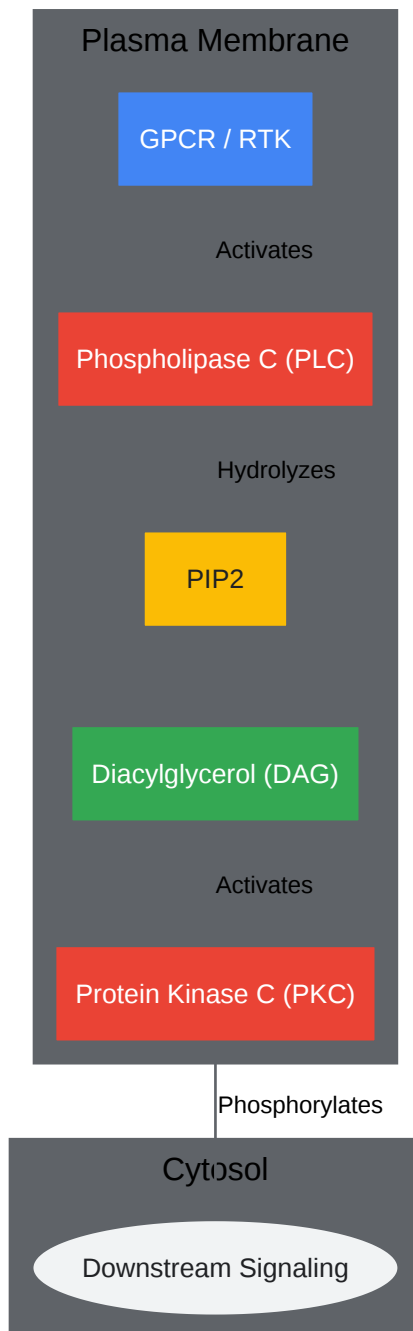 Plasma Membrane
GPCR / RTK
Activates
Phospholipase C (PLC)
Hydrolyzes
PIP2
Diacylglycerol (DAG)
Activates
Protein Kinase C (PKC)
Phosphorylates
Cytosol
Downstream Signaling